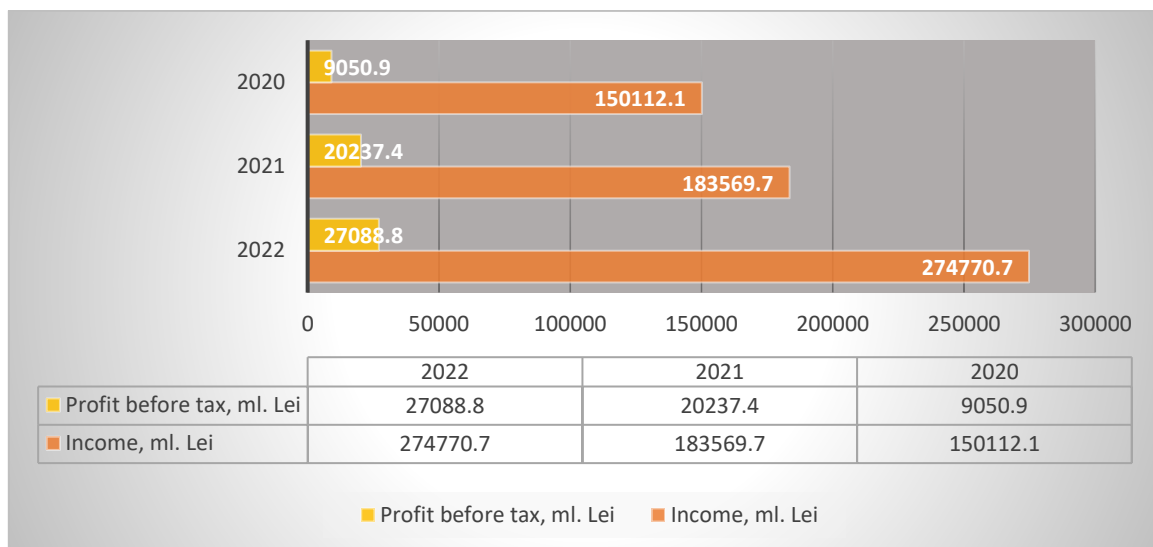 2020
9050.9
150112.1
2021
20237.4
183569.7
2022
27088.8
274770.7
0 50000 100000 150000 200000 250000 300000
2022 2021 2020
Profit before tax, ml. Lei 27088.8 20237.4 9050.9
Income, ml. Lei 274770.7 183569.7 150112.1
Profit before tax, ml. Lei Income, ml. Lei